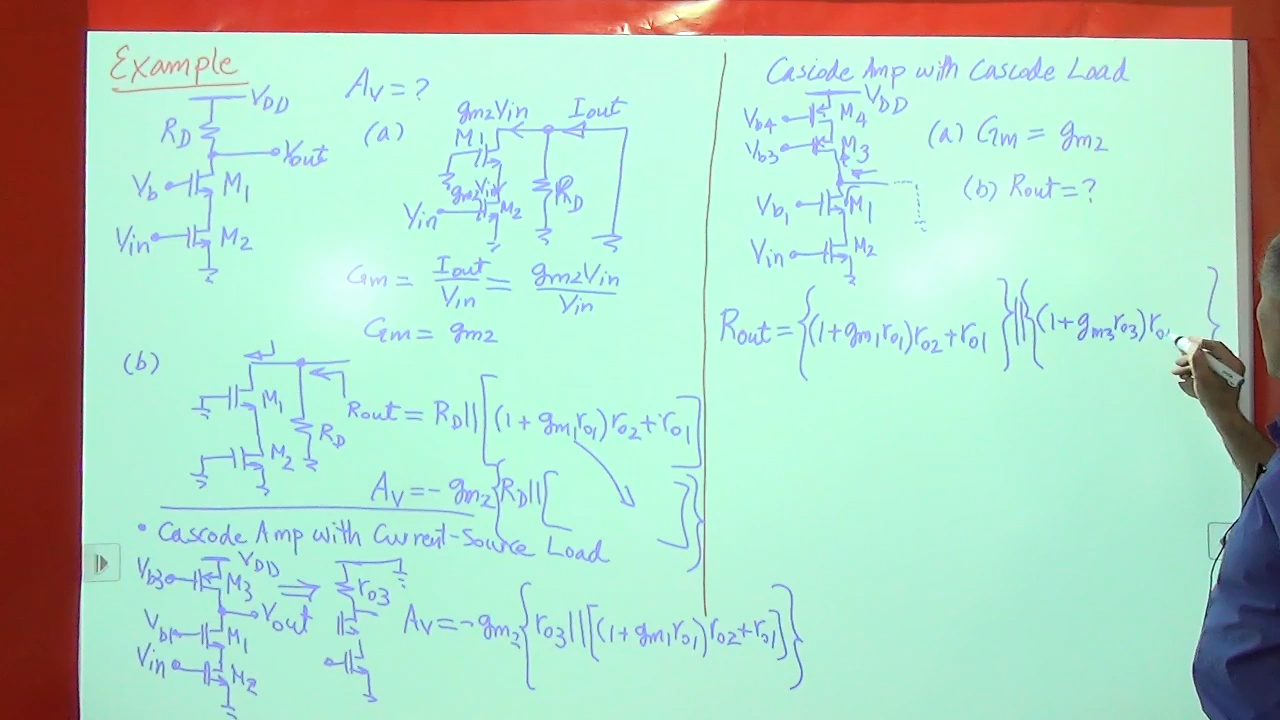 Example
Av = ?
VDD
RD
Vout
Vb
M1
Vin
M2
(a)
gm2Vin
Iout
M1
gm2Vin
RD
Vin
M2
Gm = Iout/Vin = gm2Vin/Vin
Gm = gm2
(b)
M1
RD
M2
Rout = RD||[(1+gm1ro1)ro2+ro1]
Av = -gm2{RD||[ ]}
• Cascode Amp with Current-Source Load
VDD
Vb3
M3
Vout
Vb1
M1
Vin
M2
⇒
ro3
Av = -gm2{ro3||[(1+gm1ro1)ro2+ro1]}
Cascode Amp with Cascode Load
VDD
Vb4
M4
Vb3
M3
Vb1
M1
Vin
M2
(a) Gm = gm2
(b) Rout = ?
Rout = {(1+gm1ro1)ro2+ro1}||{(1+gm3ro3)ro }